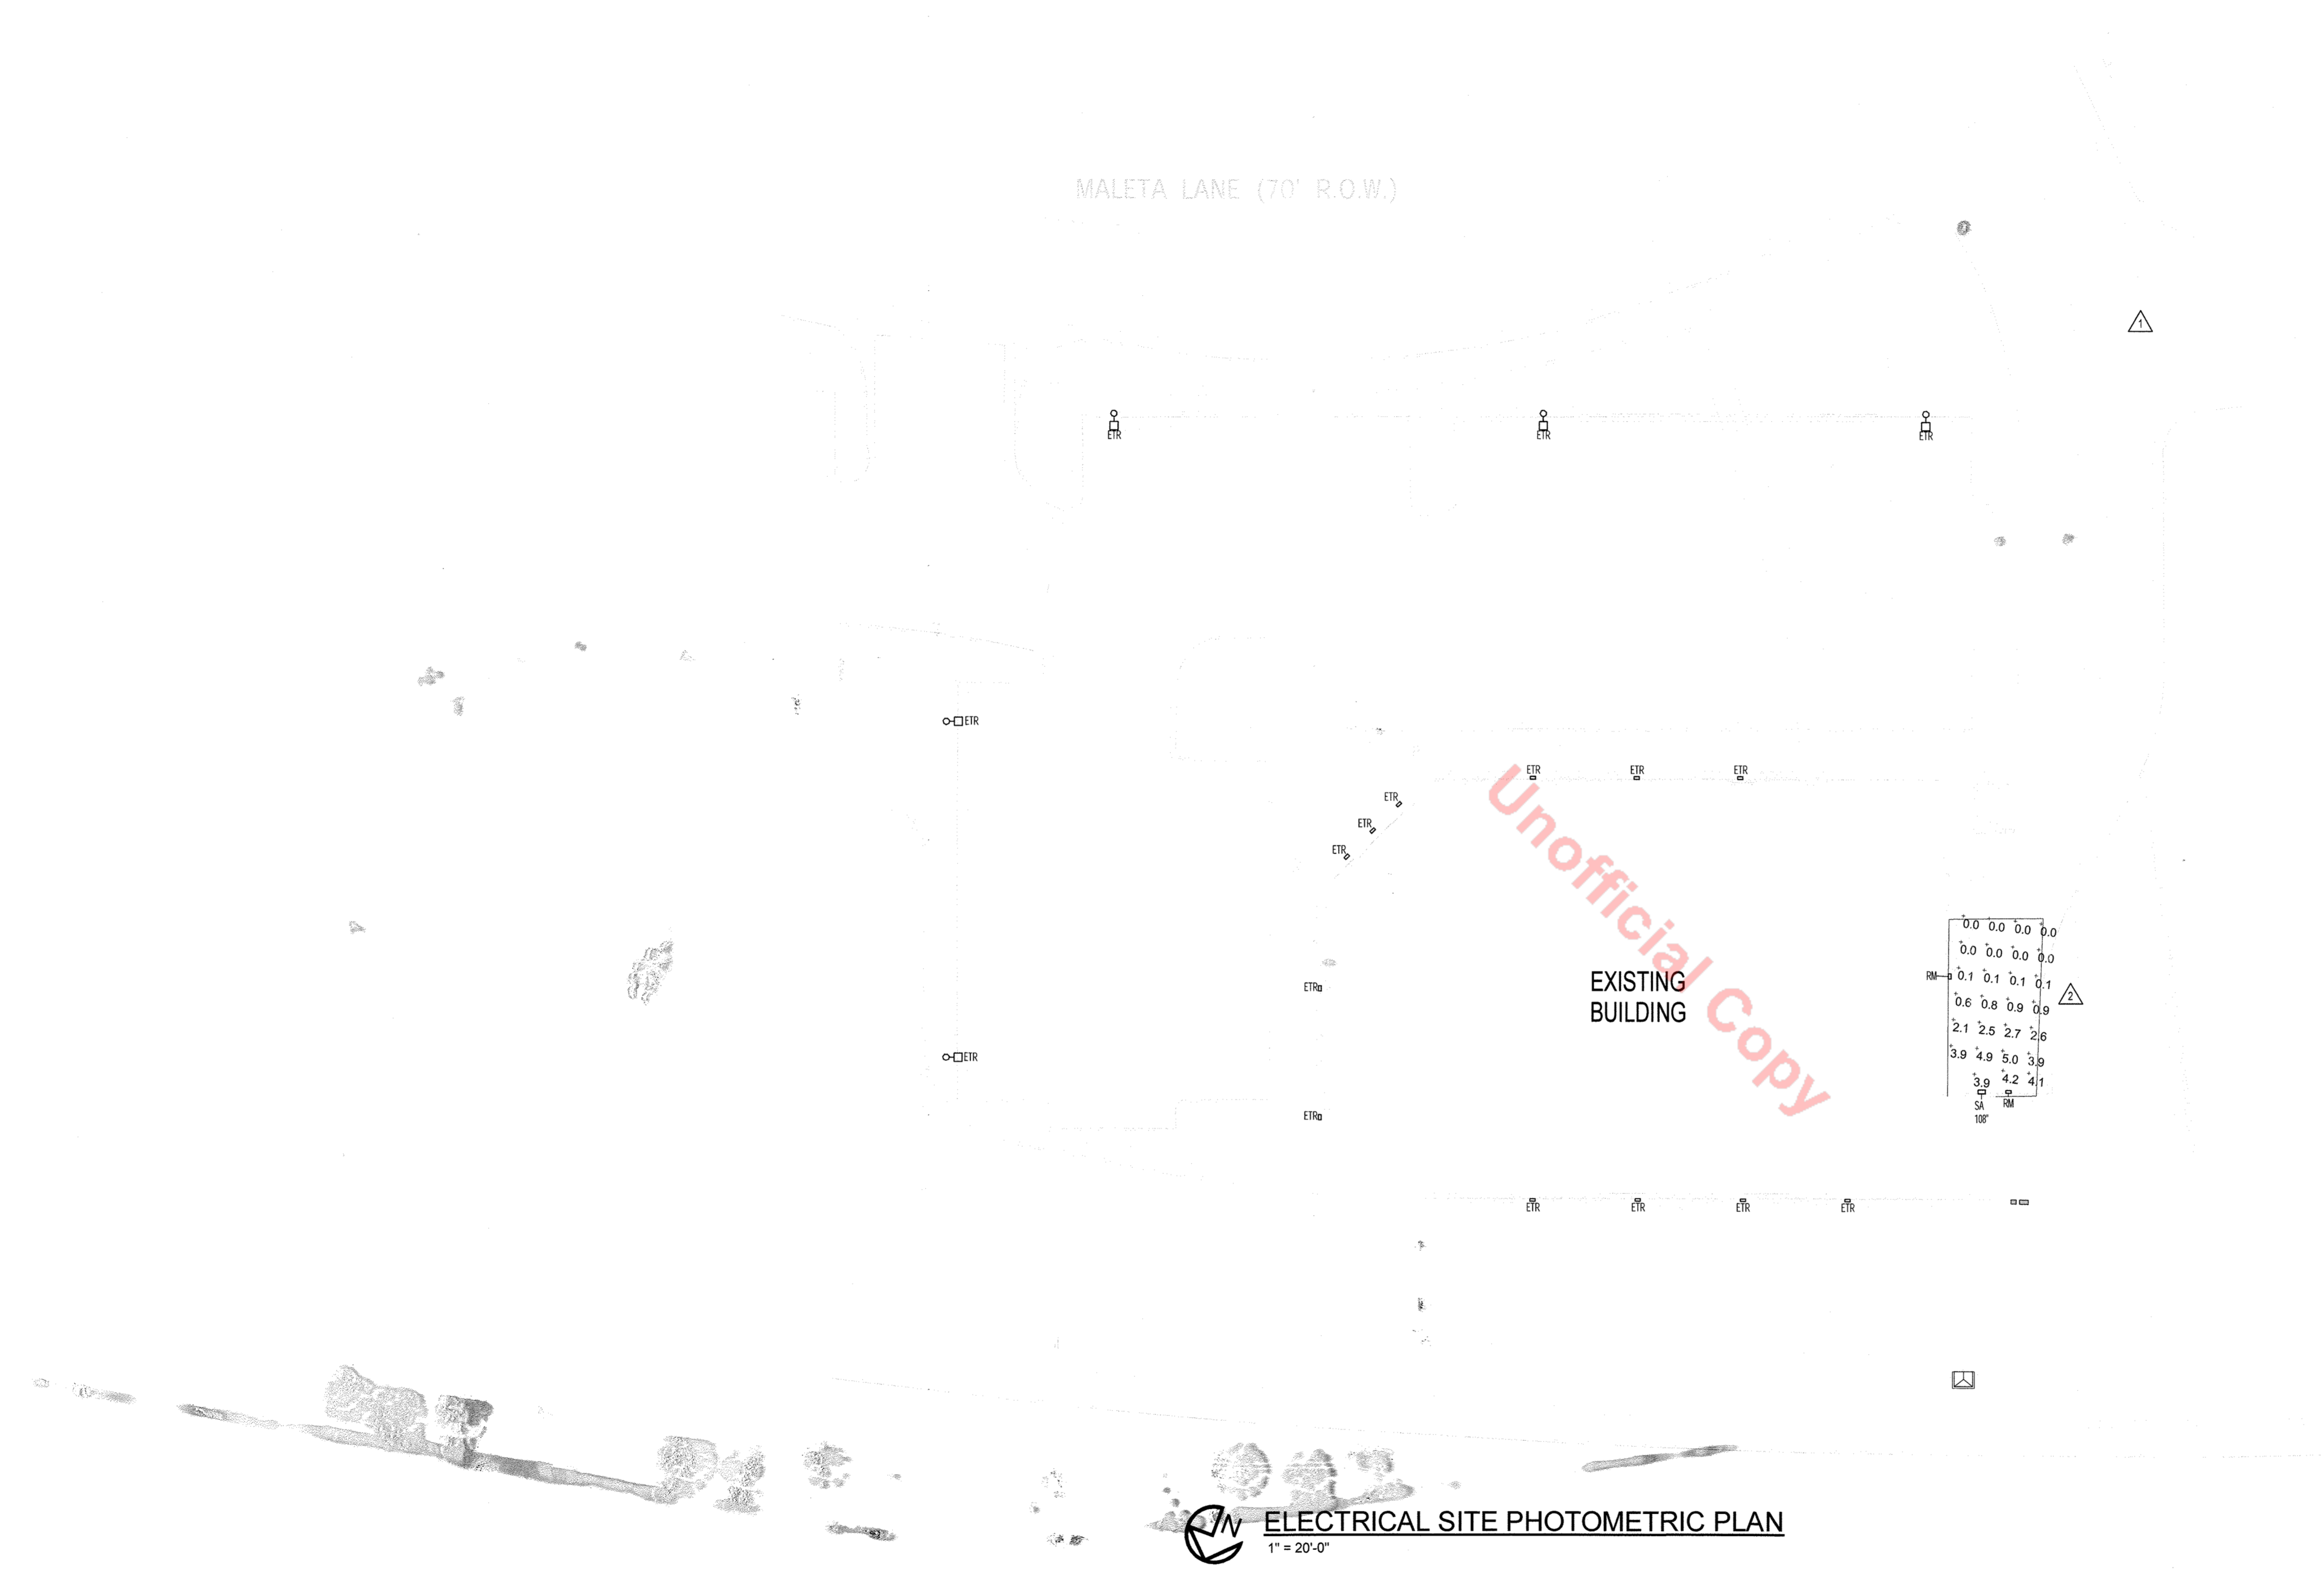 MALETA LANE (70' R.O.W.)
1
ETR
ETR
ETR
ETR
ETR
ETR
ETR
ETR
ETR
ETR
Unofficial Copy
0.0 0.0 0.0 0.0
0.0 0.0 0.0 0.0
RM 0.1 0.1 0.1 0.1
EXISTING
BUILDING
ETR
2
0.6 0.8 0.9 0.9
2.1 2.5 2.7 2.6
3.9 4.9 5.0 3.9
ETR
3.9 4.2 4.1
SA RM
108"
ETR
ETR
ETR
ETR
ETR
N
ELECTRICAL SITE PHOTOMETRIC PLAN
1" = 20'-0"